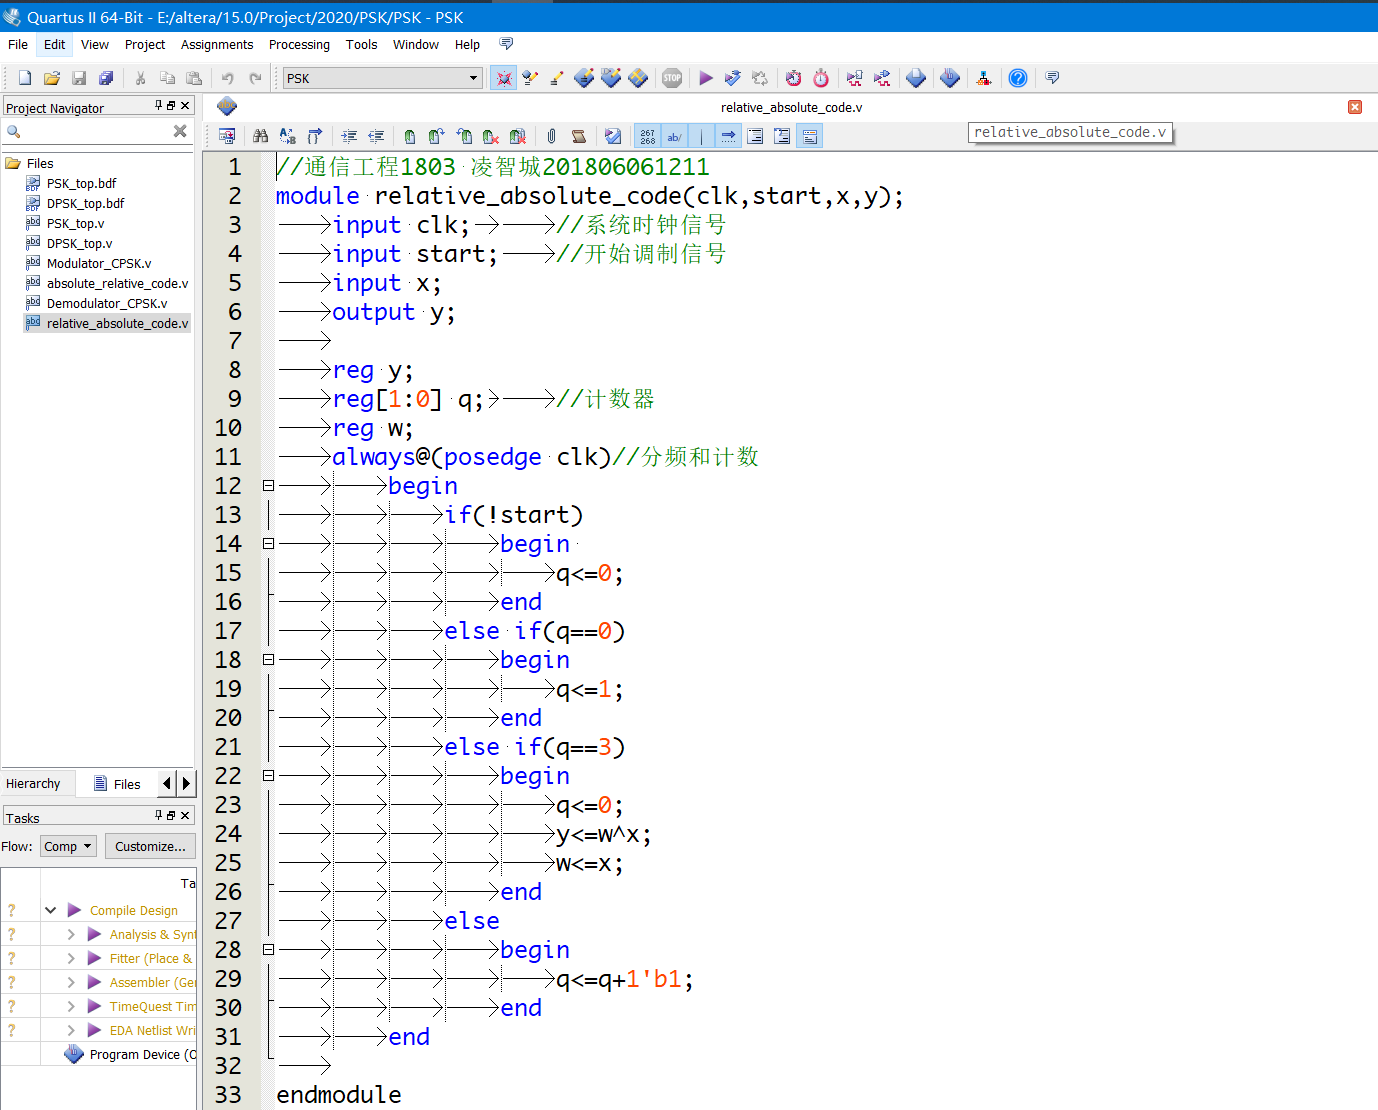 Quartus II 64-Bit - E:/altera/15.0/Project/2020/PSK/PSK - PSK
File Edit View Project Assignments Processing Tools Window Help
PSK
STOP
Project Navigator
relative_absolute_code.v
relative_absolute_code.v
267
268
ab/
Files
PSK_top.bdf
DPSK_top.bdf
PSK_top.v
DPSK_top.v
Modulator_CPSK.v
absolute_relative_code.v
Demodulator_CPSK.v
relative_absolute_code.v
Hierarchy Files
Tasks
Flow: Comp Customize...
Ta
Compile Design
Analysis & Synt
Fitter (Place &
Assembler (Ge
TimeQuest Tim
EDA Netlist Wri
Program Device (O
1 //通信工程1803 凌智城201806061211
2 module relative_absolute_code(clk,start,x,y);
3 input clk; //系统时钟信号
4 input start; //开始调制信号
5 input x;
6 output y;
7
8 reg y;
9 reg[1:0] q; //计数器
10 reg w;
11 always@(posedge clk)//分频和计数
12 begin
13 if(!start)
14 begin
15 q<=0;
16 end
17 else if(q==0)
18 begin
19 q<=1;
20 end
21 else if(q==3)
22 begin
23 q<=0;
24 y<=w^x;
25 w<=x;
26 end
27 else
28 begin
29 q<=q+1'b1;
30 end
31 end
32
33 endmodule